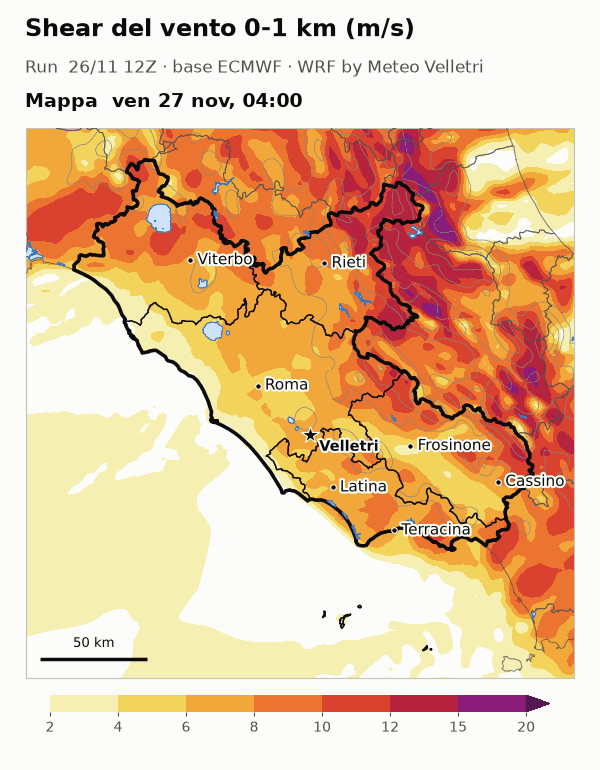 Shear del vento 0-1 km (m/s)
Run  26/11 12Z · base ECMWF · WRF by Meteo Velletri
Mappa  ven 27 nov, 04:00
Viterbo
Rieti
Roma
Velletri
Frosinone
Cassino
Latina
Terracina
50 km
2 4 6 8 10 12 15 20